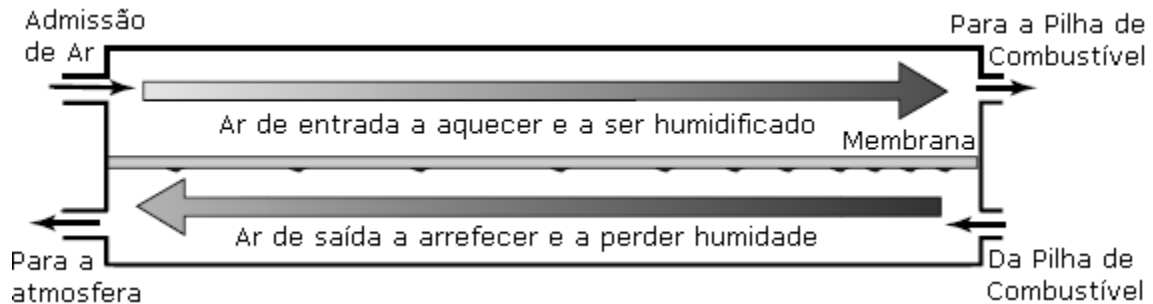 Admissão
de Ar
Para a Pilha de
Combustível
Ar de entrada a aquecer e a ser humidificado
Membrana
Ar de saída a arrefecer e a perder humidade
Para a
atmosfera
Da Pilha de
Combustível